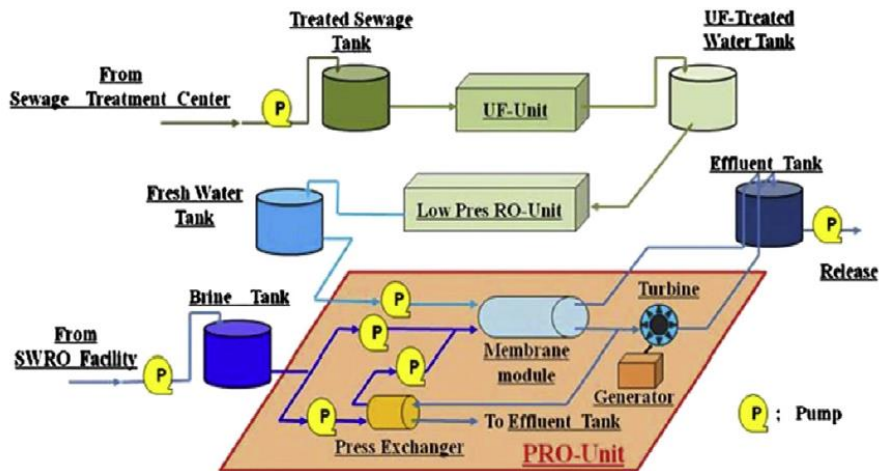 Treated Sewage
Tank
UF-Treated
Water Tank
From
Sewage Treatment Center
P
UF-Unit
Effluent Tank
Fresh Water
Tank
Low Pres RO-Unit
P
Release
Brine Tank
P
Turbine
From
SWRO Facility
P
P
Membrane
module
P
Generator
P
To Effluent Tank
P ; Pump
Press Exchanger
PRO-Unit